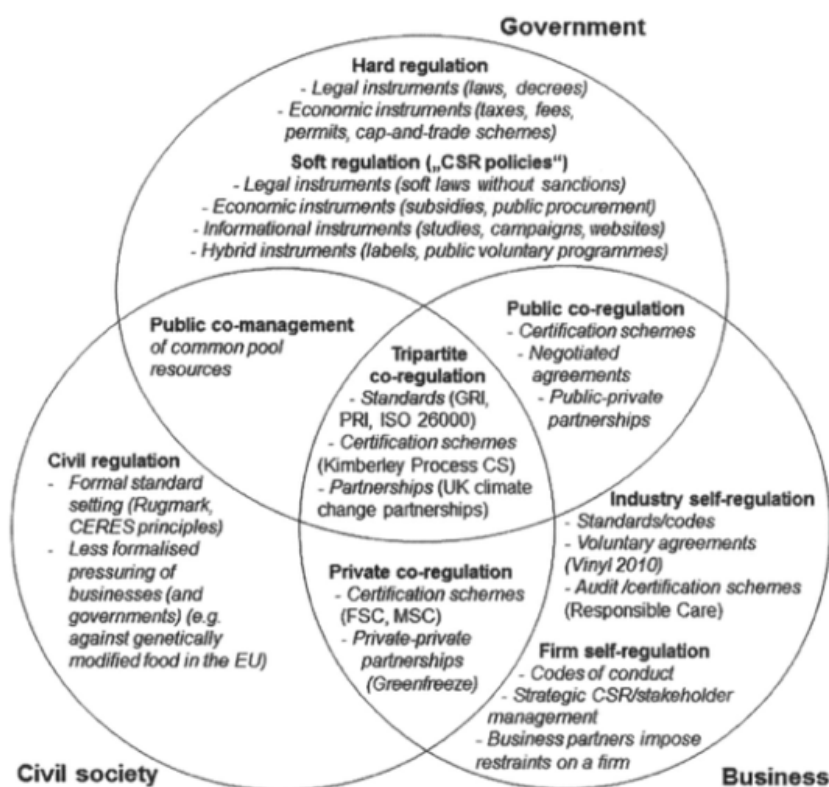 Government
Hard regulation
- Legal instruments (laws, decrees)
- Economic instruments (taxes, fees,
permits, cap-and-trade schemes)
Soft regulation („CSR policies“)
- Legal instruments (soft laws without sanctions)
- Economic instruments (subsidies, public procurement)
- Informational instruments (studies, campaigns, websites)
- Hybrid instruments (labels, public voluntary programmes)
Public co-management
of common pool
resources
Tripartite
co-regulation
- Standards (GRI,
PRI, ISO 26000)
- Certification schemes
(Kimberley Process CS)
- Partnerships (UK climate
change partnerships)
Public co-regulation
- Certification schemes
- Negotiated
agreements
- Public-private
partnerships
Civil regulation
- Formal standard
setting (Rugmark,
CERES principles)
- Less formalised
pressuring of
businesses (and
governments) (e.g.
against genetically
modified food in the EU)
Private co-regulation
- Certification schemes
(FSC, MSC)
- Private-private
partnerships
(Greenfreeze)
Industry self-regulation
- Standards/codes
- Voluntary agreements
(Vinyl 2010)
- Audit /certification schemes
(Responsible Care)
Firm self-regulation
- Codes of conduct
- Strategic CSR/stakeholder
management
- Business partners impose
restraints on a firm
Civil society
Business